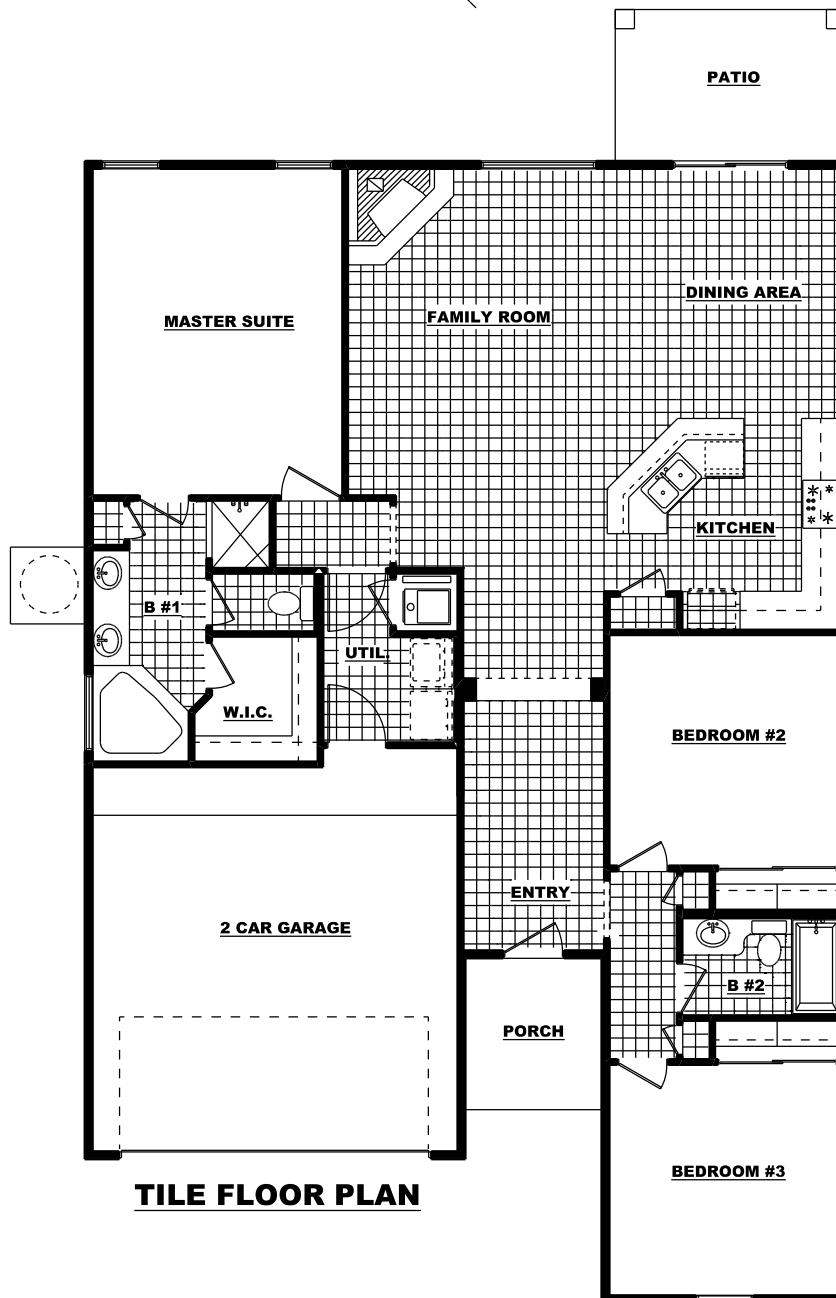 PATIO
DINING AREA
FAMILY ROOM
MASTER SUITE
KITCHEN
B #1
UTIL.
W.I.C.
BEDROOM #2
ENTRY
2 CAR GARAGE
B #2
PORCH
BEDROOM #3
TILE FLOOR PLAN